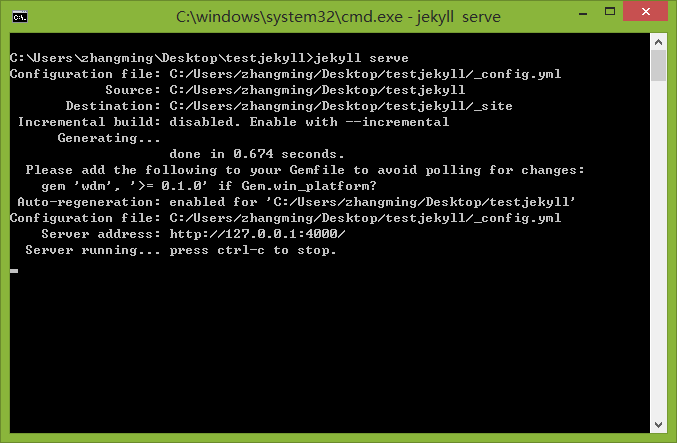 C:\windows\system32\cmd.exe - jekyll  serve
C:\Users\zhangming\Desktop\testjekyll>jekyll serve
Configuration file: C:/Users/zhangming/Desktop/testjekyll/_config.yml
Source: C:/Users/zhangming/Desktop/testjekyll
Destination: C:/Users/zhangming/Desktop/testjekyll/_site
Incremental build: disabled. Enable with --incremental
Generating...
done in 0.674 seconds.
Please add the following to your Gemfile to avoid polling for changes:
gem 'wdm', '>= 0.1.0' if Gem.win_platform?
Auto-regeneration: enabled for 'C:/Users/zhangming/Desktop/testjekyll'
Configuration file: C:/Users/zhangming/Desktop/testjekyll/_config.yml
Server address: http://127.0.0.1:4000/
Server running... press ctrl-c to stop.